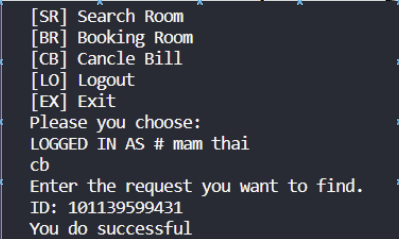 [SR] Search Room
[BR] Booking Room
[CB] Cancle Bill
[LO] Logout
[EX] Exit
Please you choose:
LOGGED IN AS # mam thai
cb
Enter the request you want to find.
ID: 101139599431
You do successful